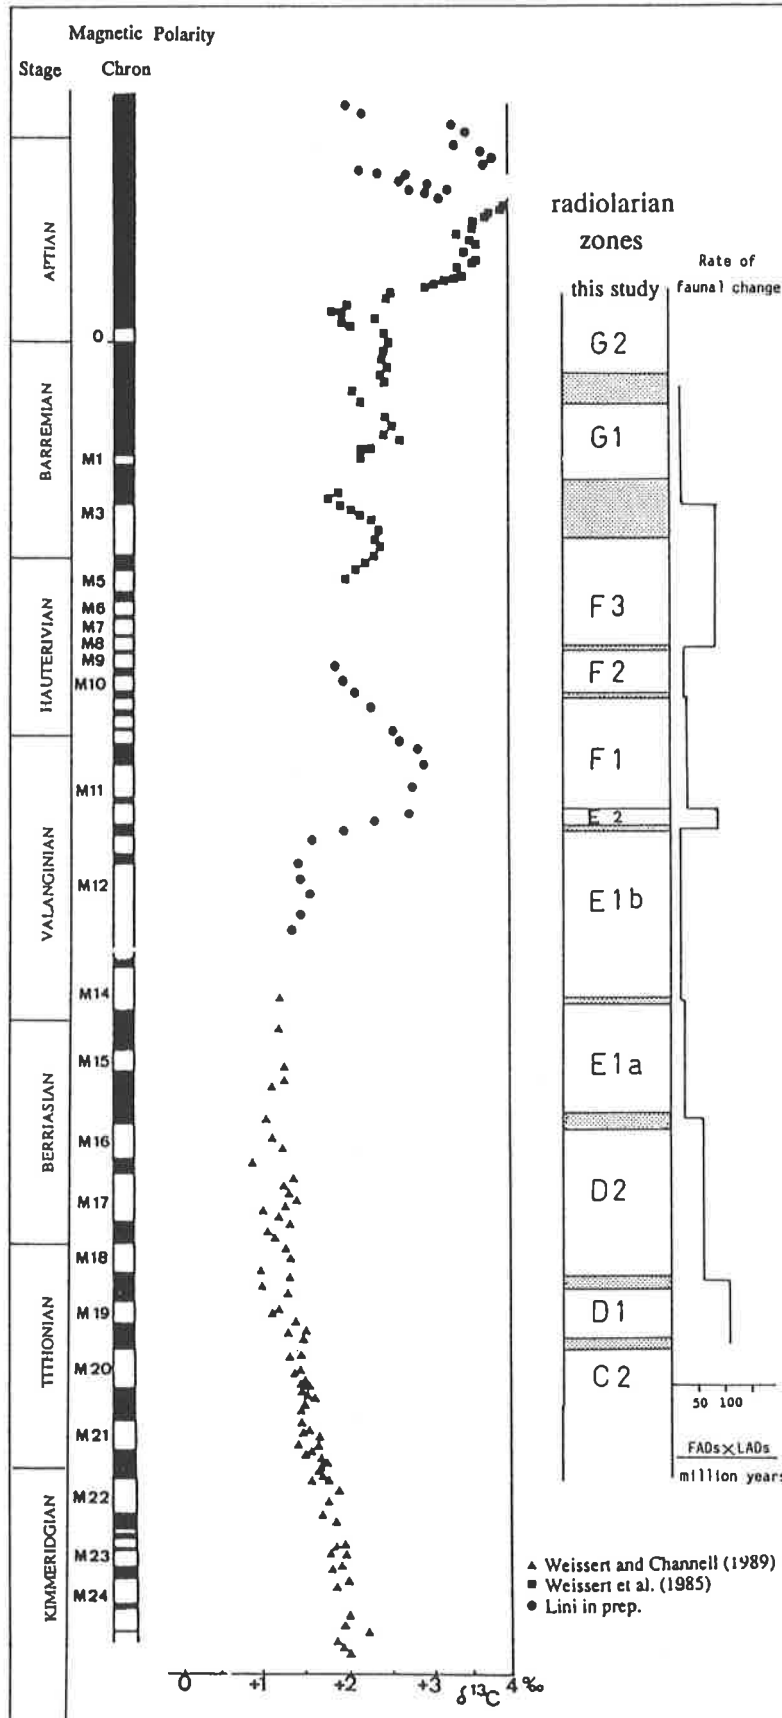 Magnetic Polarity
Stage
Chron
APTIAN
BARREMIAN
HAUTERIVIAN
VALANGINIAN
BERRIASIAN
TITHONIAN
KIMMERIDGIAN
0
M1
M3
M5
M6
M7
M8
M9
M10
M11
M12
M14
M15
M16
M17
M18
M19
M20
M21
M22
M23
M24
radiolarian
zones
this study
Rate of
faunal change
G2
G1
F3
F2
F1
E2
E1b
E1a
D2
D1
C2
50 100
FADs×LADs
million years
▲ Weissert and Channell (1989)
■ Weissert et al. (1985)
● Lini in prep.
0 +1 +2 +3 δ13C 4 ‰